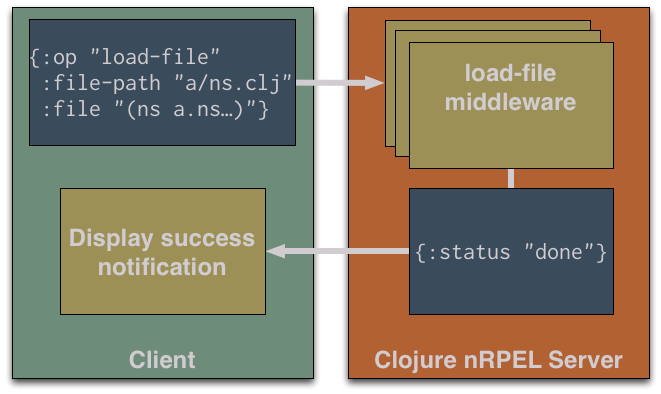 {:op "load-file"
:file-path "a/ns.clj"
:file "(ns a.ns…)"}
load-file
middleware
Display success
notification
{:status "done"}
Client
Clojure nRPEL Server